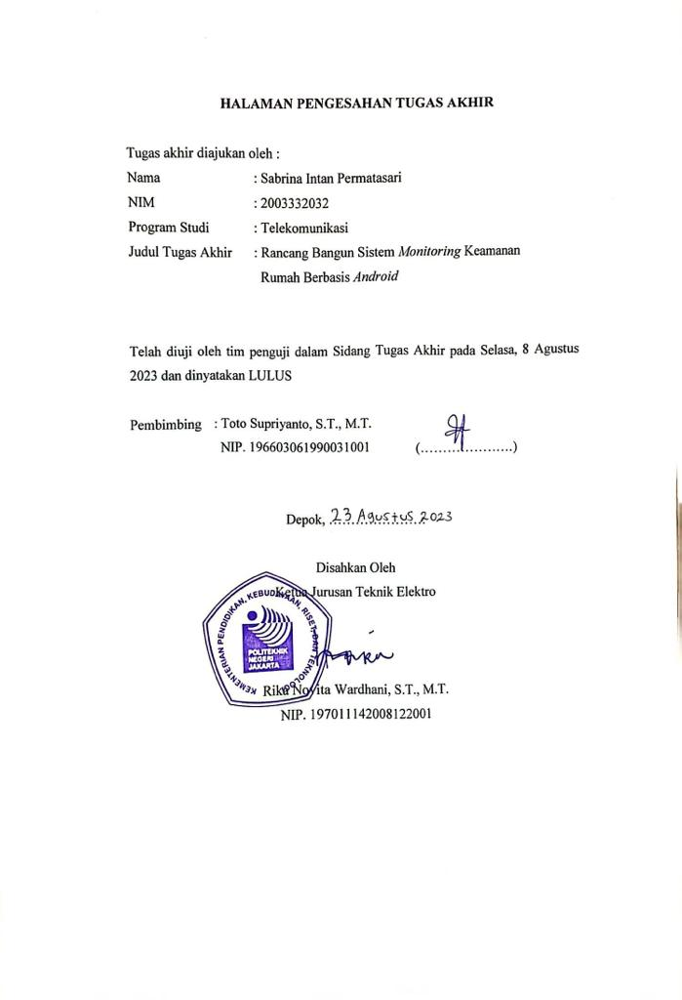 HALAMAN PENGESAHAN TUGAS AKHIR
Tugas akhir diajukan oleh :
Nama : Sabrina Intan Permatasari
NIM : 2003332032
Program Studi : Telekomunikasi
Judul Tugas Akhir : Rancang Bangun Sistem Monitoring Keamanan
Rumah Berbasis Android
Telah diuji oleh tim penguji dalam Sidang Tugas Akhir pada Selasa, 8 Agustus
2023 dan dinyatakan LULUS
Pembimbing : Toto Supriyanto, S.T., M.T.
NIP. 196603061990031001 (......................)
Depok, 23 Agustus 2023
Disahkan Oleh
Ketua Jurusan Teknik Elektro
KEMENTERIAN PENDIDIKAN, KEBUDAYAAN, RISET, DAN TEKNOLOGI
POLITEKNIK
NEGERI
JAKARTA
Rika Novita Wardhani, S.T., M.T.
NIP. 197011142008122001